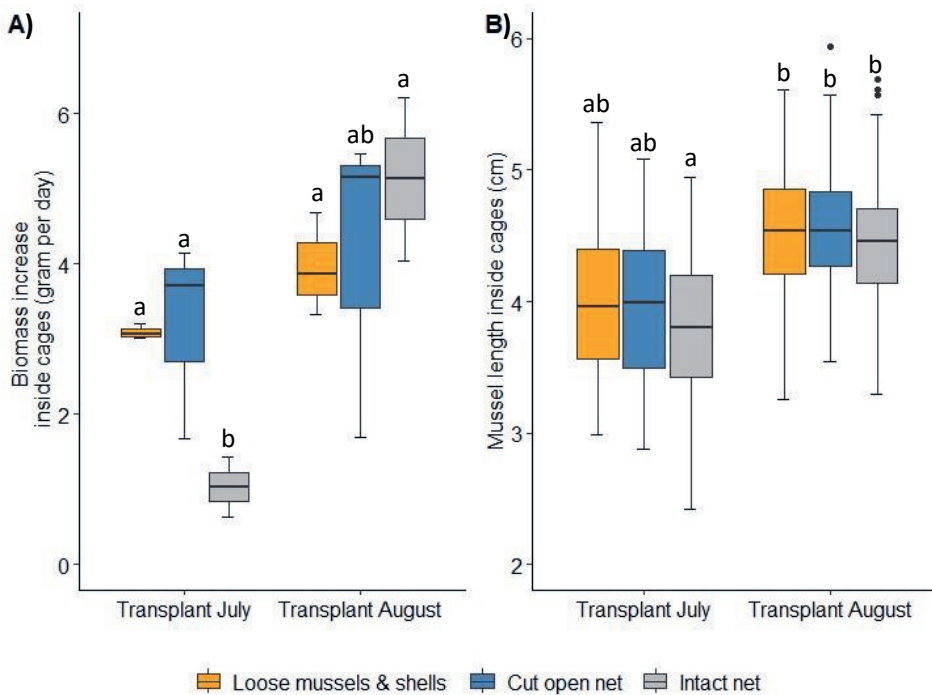 A)
Biomass increase
inside cages (gram per day)
6
4
2
0
a
a
b
a
ab
a
Transplant July
Transplant August
B)
Mussel length inside cages (cm)
6
5
4
3
2
ab
ab
a
b
b
b
Transplant July
Transplant August
Loose mussels & shells
Cut open net
Intact net